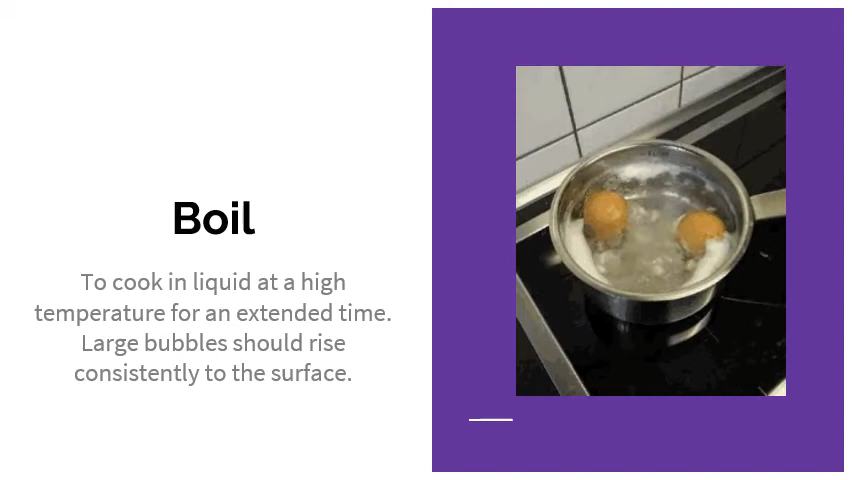 Boil
To cook in liquid at a high
temperature for an extended time.
Large bubbles should rise
consistently to the surface.